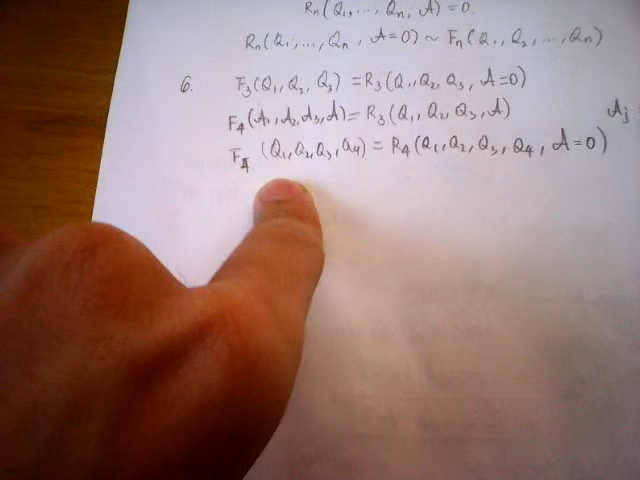 Rn(Q1,..., Qn, A) = 0.
Rn(Q1,..., Qn, A=0) ~ Fn(Q1, Q2,..., Qn)
6. F3(Q1, Q2, Q3) = R3(Q1, Q2, Q3, A=0)
F4(A1, A2, A3, A) = R3(Q1, Q2, Q3, A) Aj
F4 (Q1, Q2, Q3, Q4) = R4(Q1, Q2, Q3, Q4, A=0)